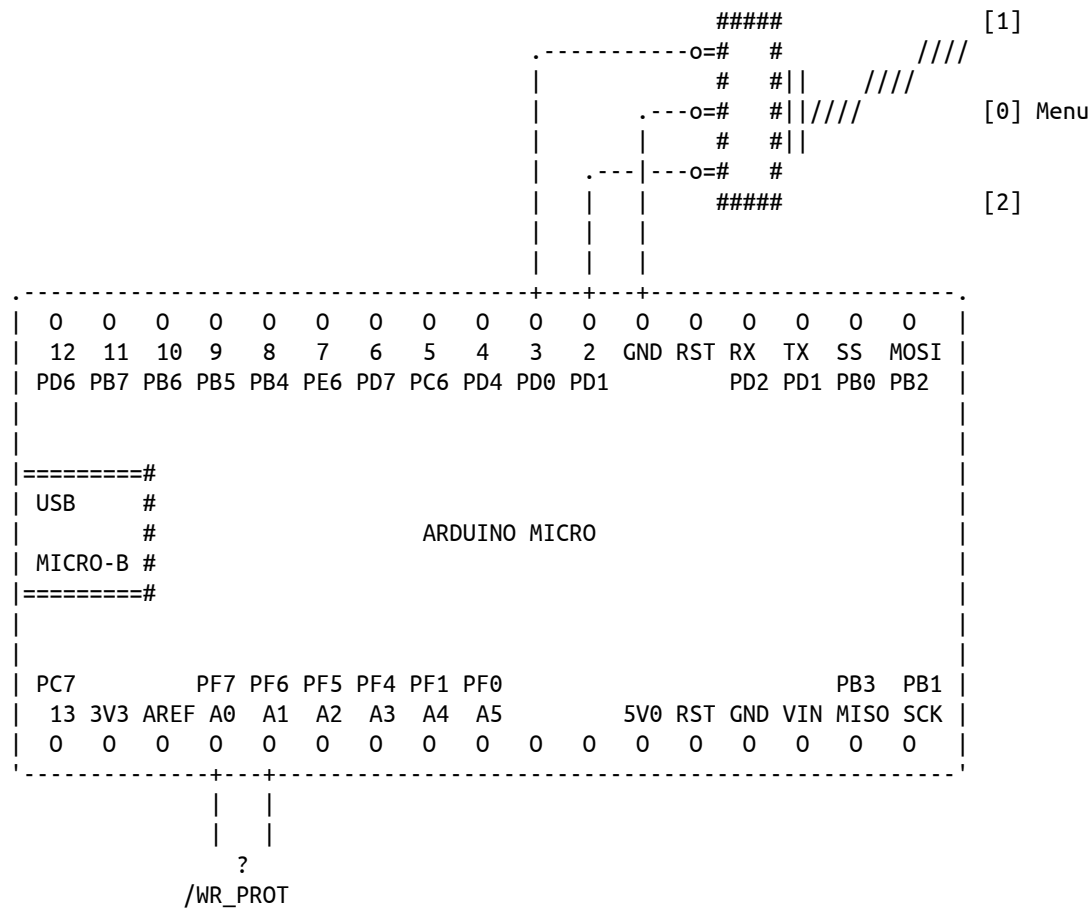 [1]
[0] Menu
[2]
O O O O O O O O O O O O O O O O O
12 11 10 9 8 7 6 5 4 3 2 GND RST RX TX SS MOSI
PD6 PB7 PB6 PB5 PB4 PE6 PD7 PC6 PD4 PD0 PD1 PD2 PD1 PB0 PB2
USB
ARDUINO MICRO
MICRO-B
PC7 PF7 PF6 PF5 PF4 PF1 PF0 PB3 PB1
13 3V3 AREF A0 A1 A2 A3 A4 A5 5V0 RST GND VIN MISO SCK
O O O O O O O O O O O O O O O O O
?
/WR_PROT